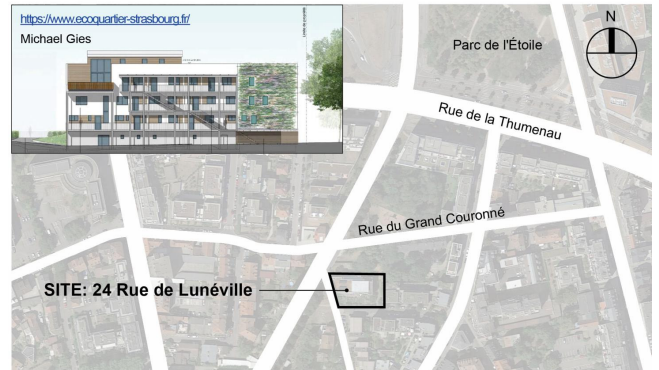 https://www.ecoquartier-strasbourg.fr/
Michael Gies
N
Parc de l'Étoile
Rue de la Thumenau
Rue du Grand Couronné
SITE: 24 Rue de Lunéville